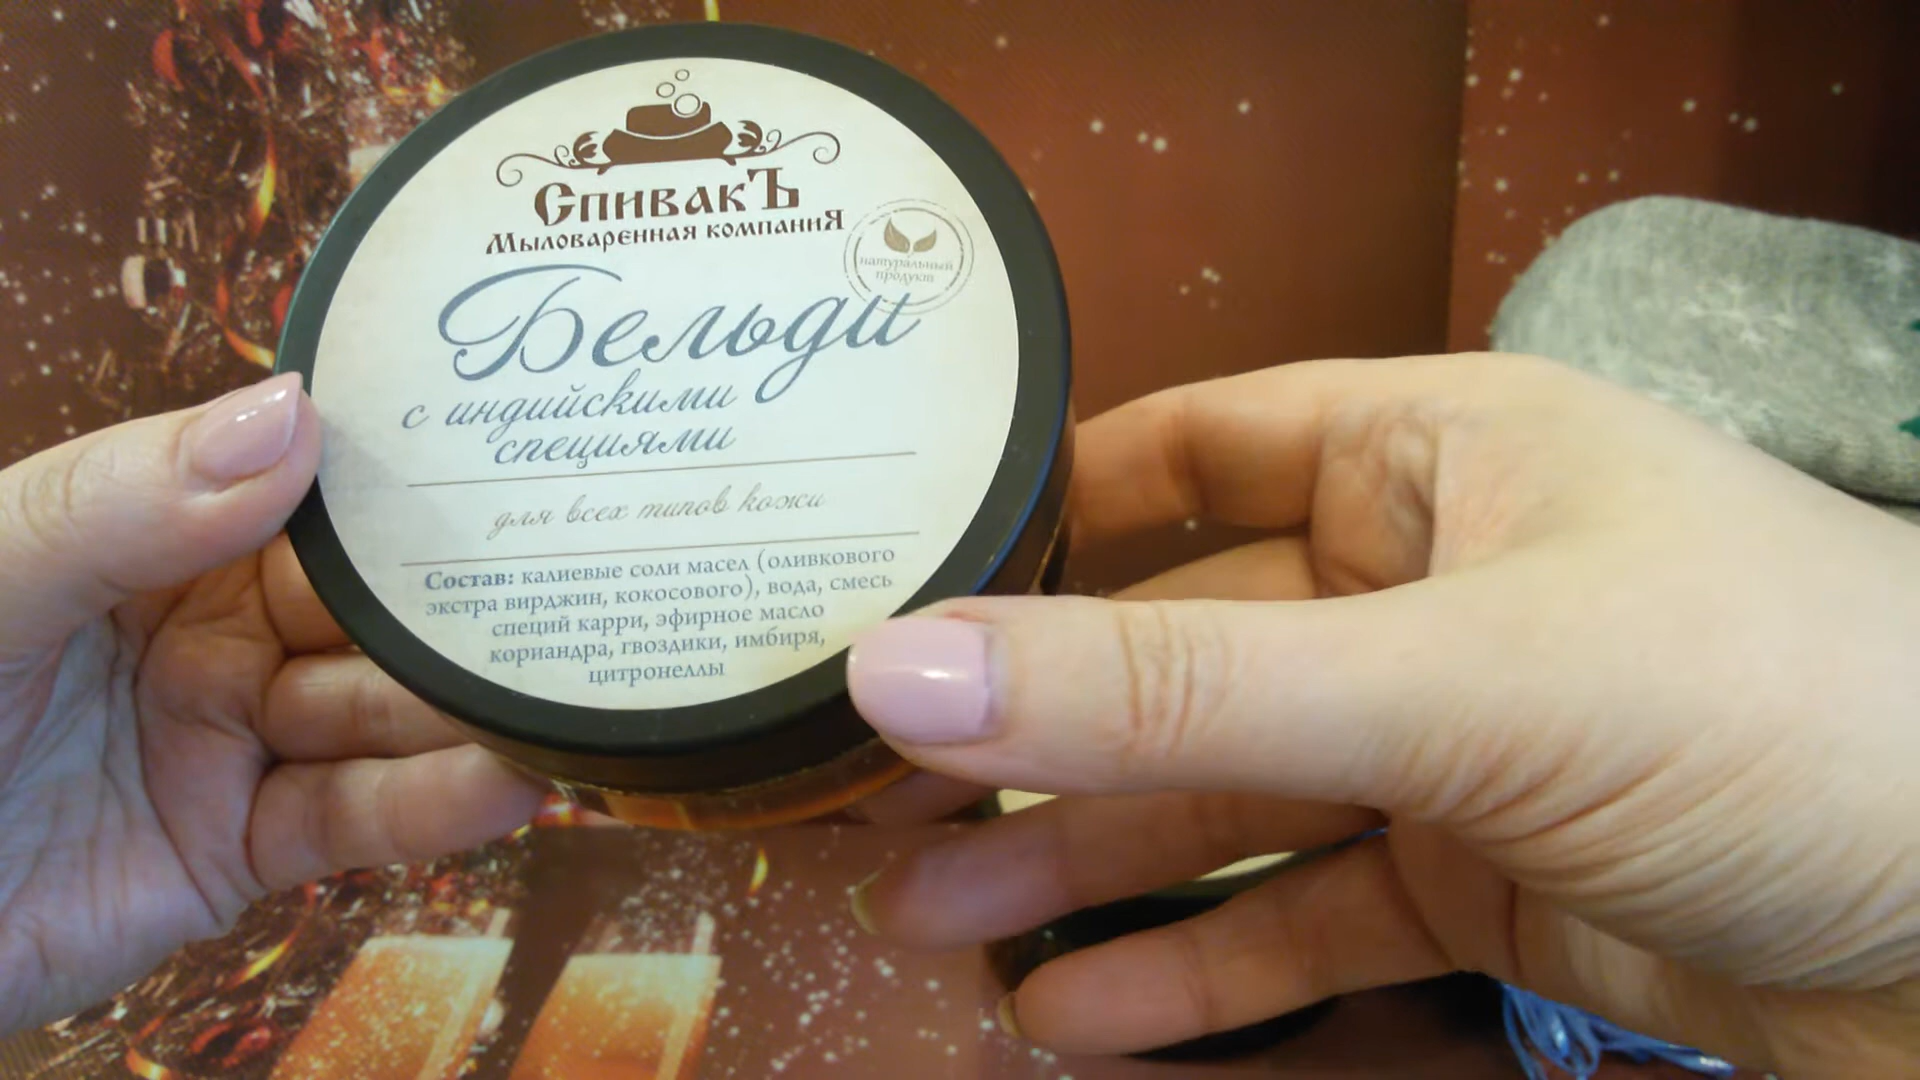 СпивакЪ
Мыловаренная компаниЯ
натуральный
продукт
Бельди
с индийскими
специями
для всех типов кожи
Состав: калиевые соли масел (оливкового
экстра вирджин, кокосового), вода, смесь
специй карри, эфирное масло
кориандра, гвоздики, имбиря,
цитронеллы